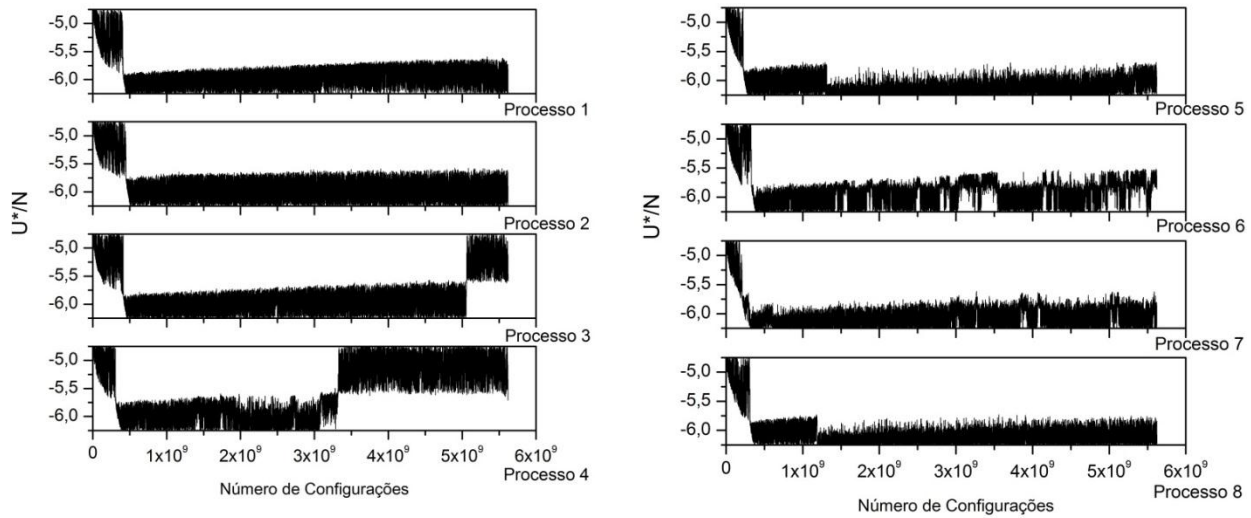 -5,0
-5,5
-6,0
Processo 1
-5,0
-5,5
-6,0
Processo 2
U*/N
-5,0
-5,5
-6,0
Processo 3
-5,0
-5,5
-6,0
0 1x10⁹ 2x10⁹ 3x10⁹ 4x10⁹ 5x10⁹ 6x10⁹
Processo 4
Número de Configurações
-5,0
-5,5
-6,0
Processo 5
-5,0
-5,5
-6,0
Processo 6
U*/N
-5,0
-5,5
-6,0
Processo 7
-5,0
-5,5
-6,0
0 1x10⁹ 2x10⁹ 3x10⁹ 4x10⁹ 5x10⁹ 6x10⁹
Processo 8
Número de Configurações